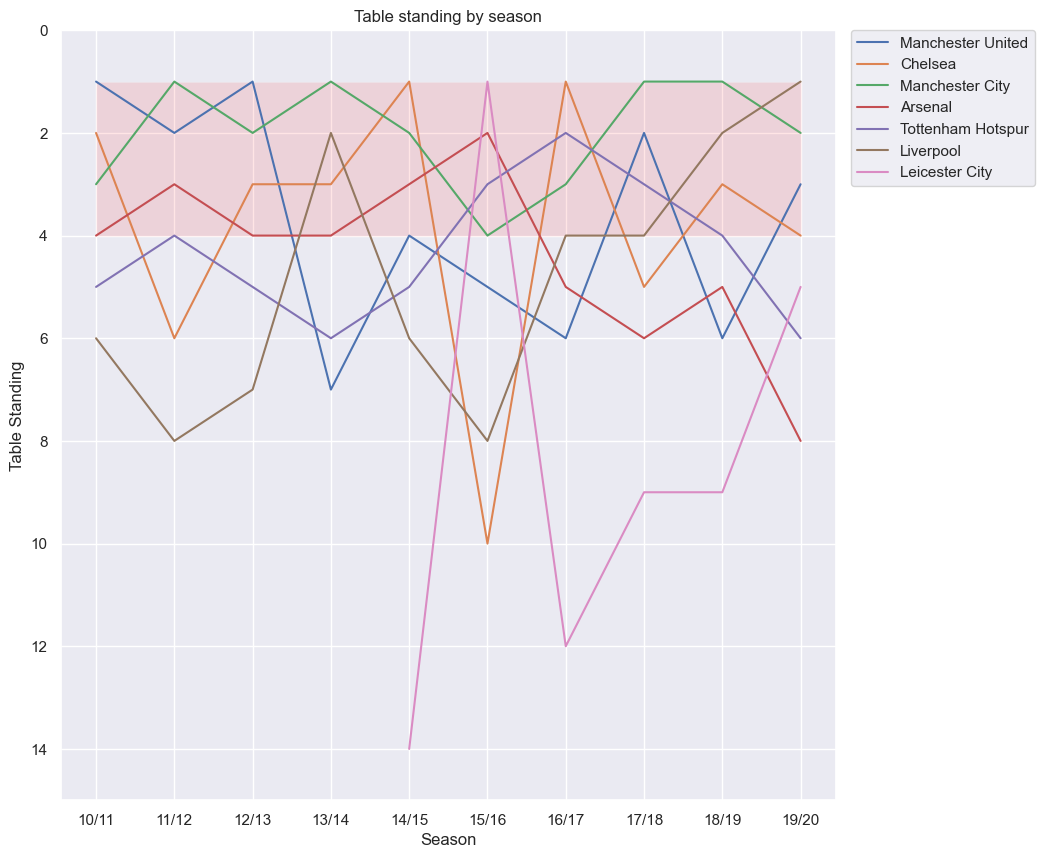 Table standing by season
Manchester United
Chelsea
Manchester City
Arsenal
Tottenham Hotspur
Liverpool
Leicester City
Table Standing
0
2
4
6
8
10
12
14
10/11 11/12 12/13 13/14 14/15 15/16 16/17 17/18 18/19 19/20
Season